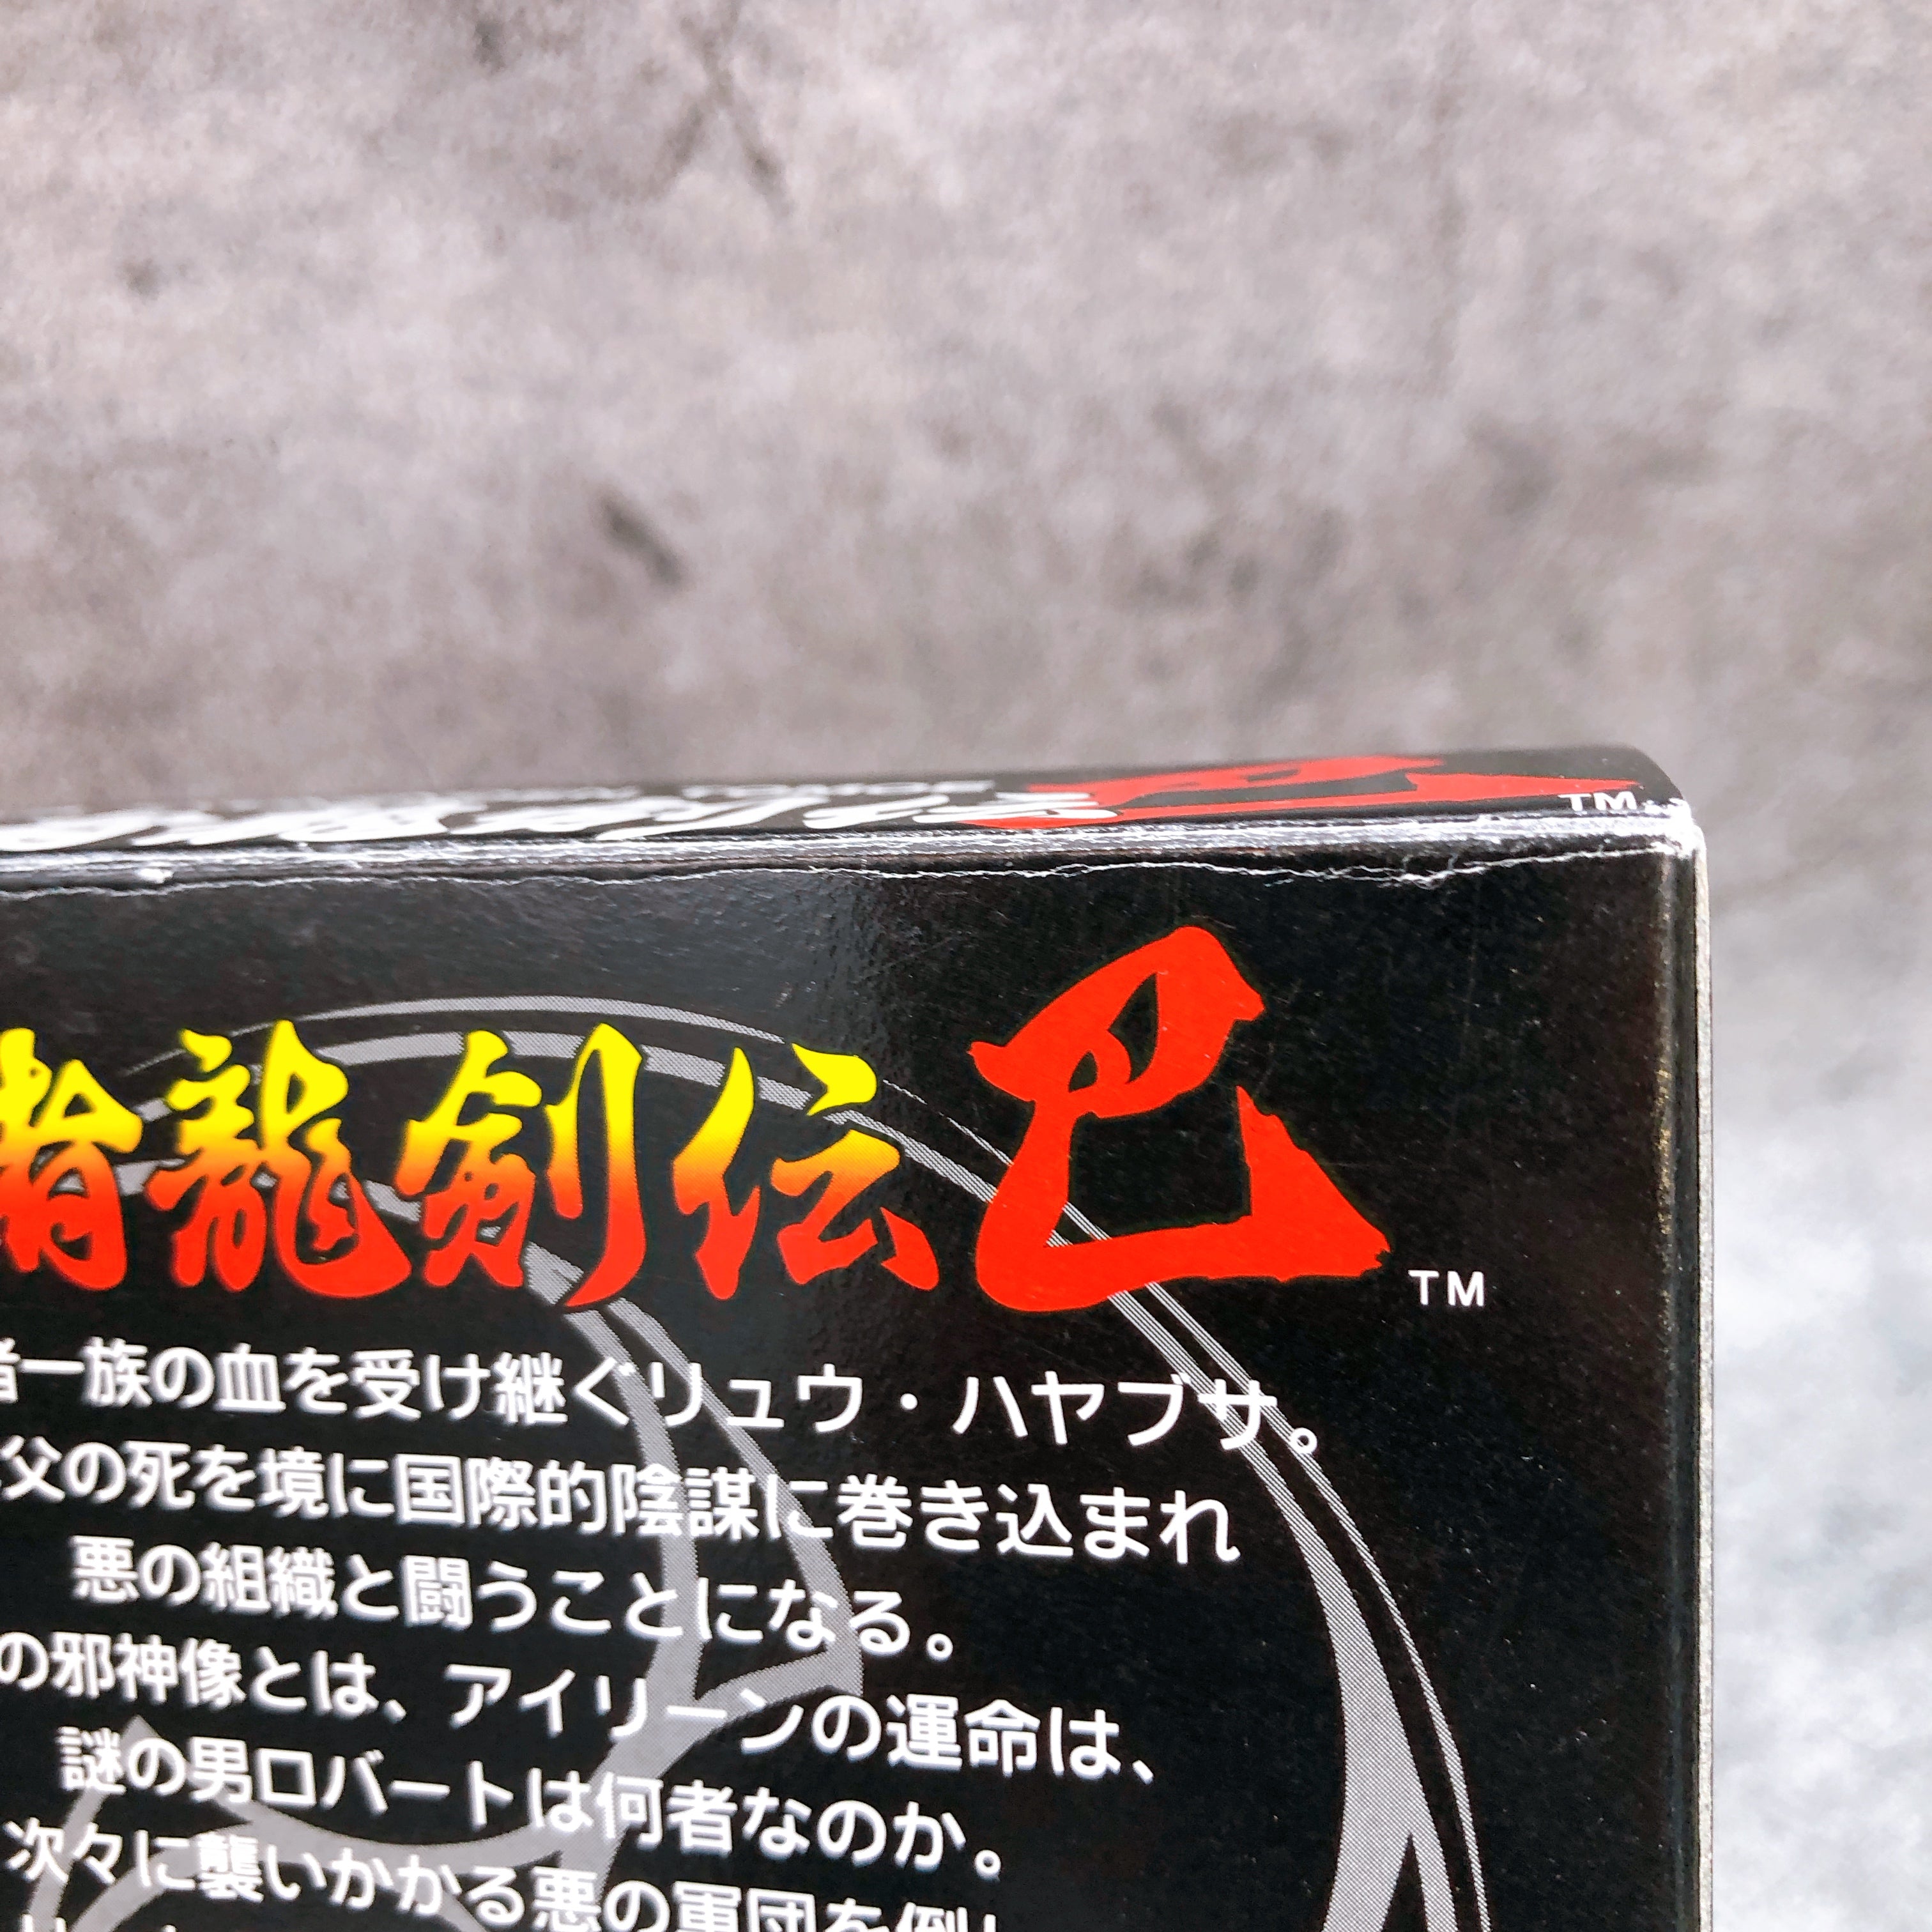 TM
者龍剣伝巴
TM
者一族の血を受け継ぐリュウ・ハヤブサ。
父の死を境に国際的陰謀に巻き込まれ
悪の組織と闘うことになる。
の邪神像とは、アイリーンの運命は、
謎の男ロバートは何者なのか。
次々に襲いかかる悪の軍団を倒し